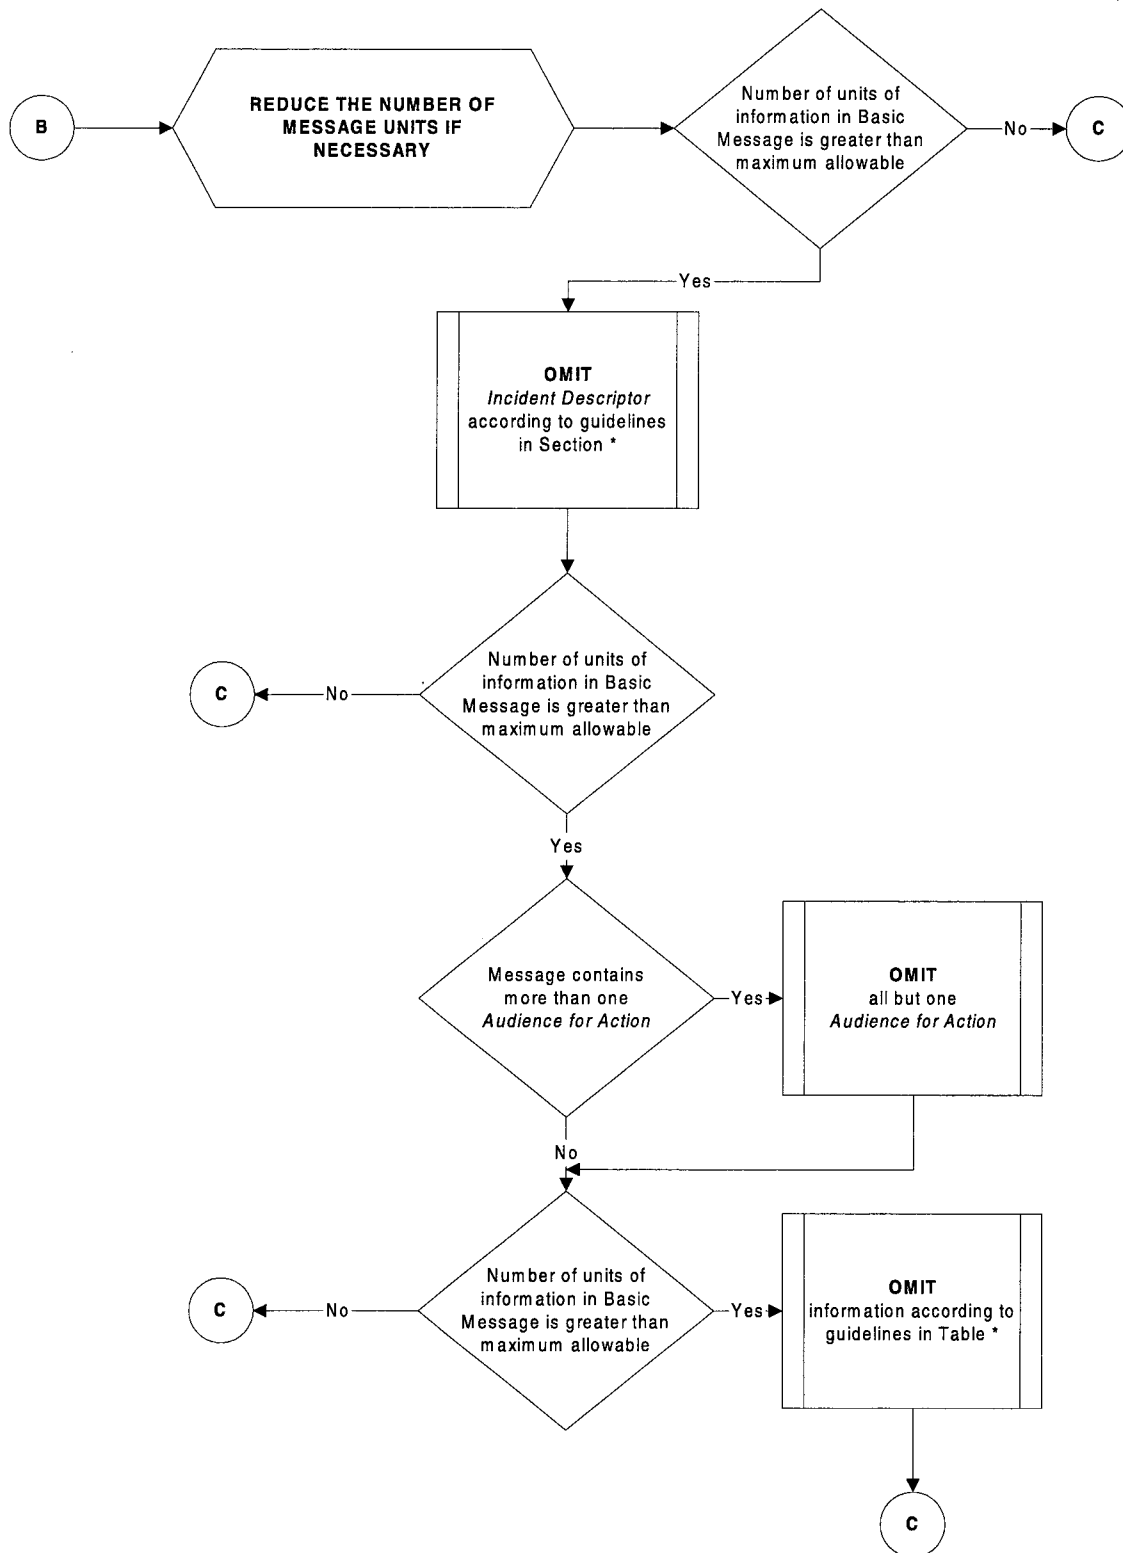 B
REDUCE THE NUMBER OF
MESSAGE UNITS IF
NECESSARY
Number of units of
information in Basic
Message is greater than
maximum allowable
No
C
Yes
OMIT
Incident Descriptor
according to guidelines
in Section *
Number of units of
information in Basic
Message is greater than
maximum allowable
No
C
Yes
Message contains
more than one
Audience for Action
Yes
OMIT
all but one
Audience for Action
No
Number of units of
information in Basic
Message is greater than
maximum allowable
No
C
Yes
OMIT
information according to
guidelines in Table *
C